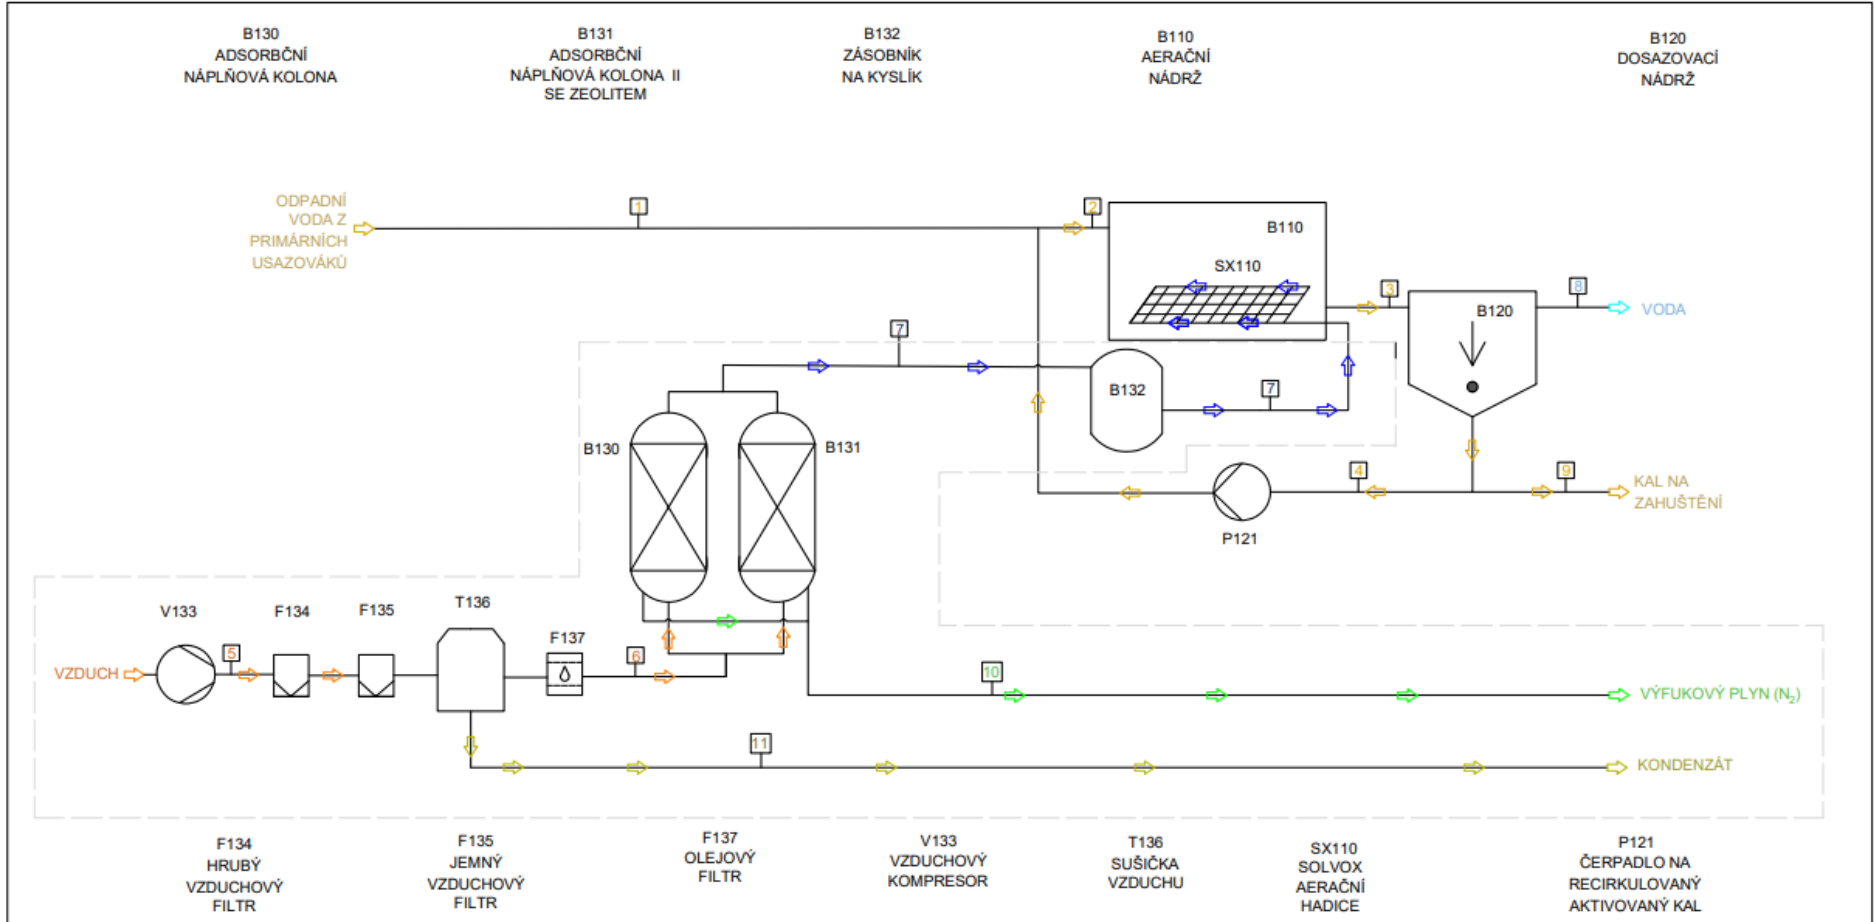 B130
ADSORBČNÍ
NÁPLŇOVÁ KOLONA
B131
ADSORBČNÍ
NÁPLŇOVÁ KOLONA II
SE ZEOLITEM
B132
ZÁSOBNÍK
NA KYSLÍK
B110
AERAČNÍ
NÁDRŽ
B120
DOSAZOVACÍ
NÁDRŽ
ODPADNÍ
VODA Z
PRIMÁRNÍCH
USAZOVÁKŮ
1
2
B110
SX110
3
B120
8
VODA
7
B132
7
B130
B131
4
9
KAL NA
ZAHUŠTĚNÍ
P121
V133
F134
F135
T136
F137
VZDUCH
5
6
10
VÝFUKOVÝ PLYN (N₂)
11
KONDENZÁT
F134
HRUBÝ
VZDUCHOVÝ
FILTR
F135
JEMNÝ
VZDUCHOVÝ
FILTR
F137
OLEJOVÝ
FILTR
V133
VZDUCHOVÝ
KOMPRESOR
T136
SUŠIČKA
VZDUCHU
SX110
SOLVOX
AERAČNÍ
HADICE
P121
ČERPADLO NA
RECIRKULOVANÝ
AKTIVOVANÝ KAL